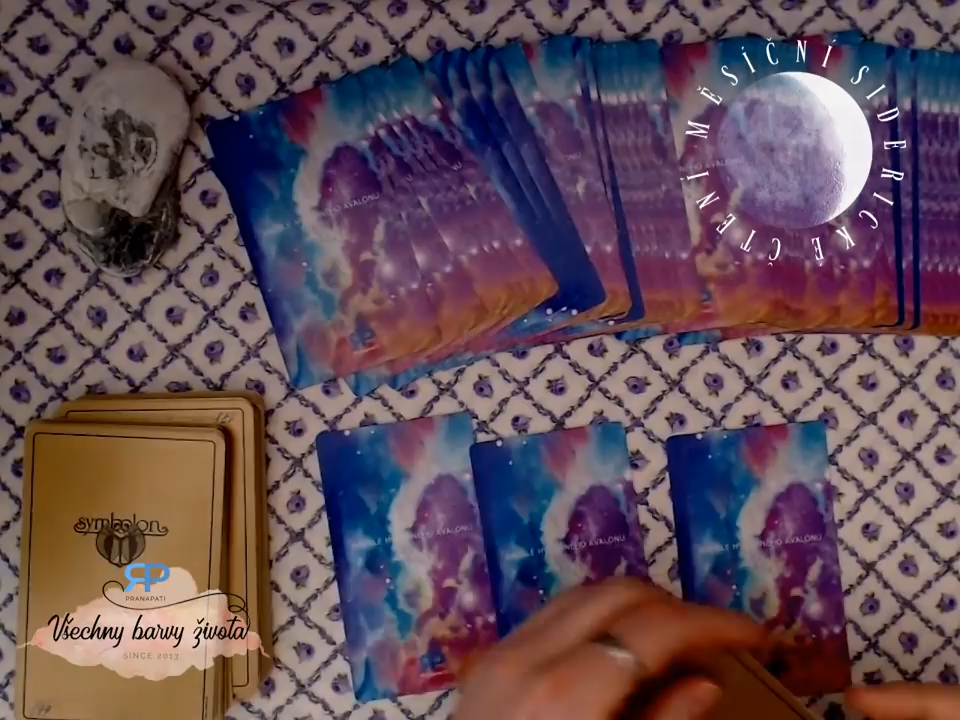 MĚSÍČNÍ SIDERICKÉ ČTENÍ
symbolon
PRANAPATI
Všechny barvy života
SINCE 2013